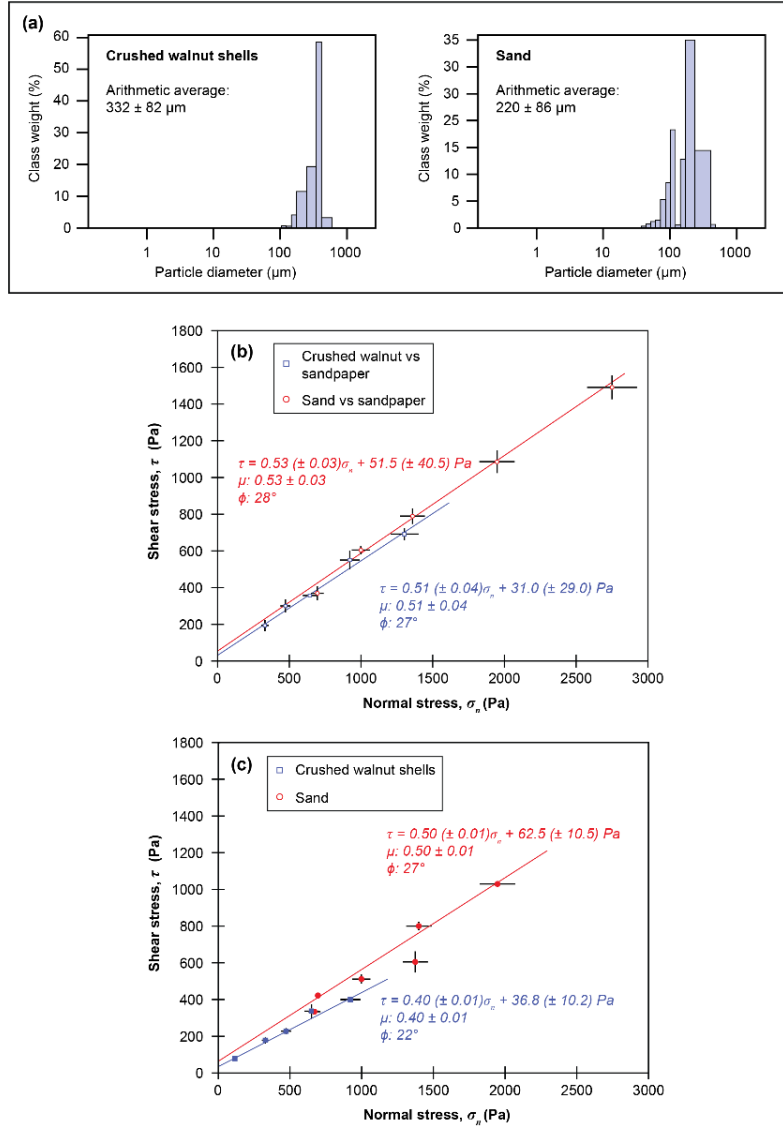 (a)
Crushed walnut shells
Arithmetic average:
332 ± 82 µm
Class weight (%)
60
50
40
30
20
10
0
1
10
100
1000
Particle diameter (µm)
Sand
Arithmetic average:
220 ± 86 µm
Class weight (%)
35
35
25
20
15
10
5
0
1
10
100
1000
Particle diameter (µm)
(b)
Crushed walnut vs
sandpaper
Sand vs sandpaper
τ = 0.53 (± 0.03)σn + 51.5 (± 40.5) Pa
µ: 0.53 ± 0.03
ϕ: 28°
τ = 0.51 (± 0.04)σn + 31.0 (± 29.0) Pa
µ: 0.51 ± 0.04
ϕ: 27°
Shear stress, τ (Pa)
1800
1600
1400
1200
1000
800
600
400
200
0
0
500
1000
1500
2000
2500
3000
Normal stress, σn (Pa)
(c)
Crushed walnut shells
Sand
τ = 0.50 (± 0.01)σn + 62.5 (± 10.5) Pa
µ: 0.50 ± 0.01
ϕ: 27°
τ = 0.40 (± 0.01)σn + 36.8 (± 10.2) Pa
µ: 0.40 ± 0.01
ϕ: 22°
Shear stress, τ (Pa)
1800
1600
1400
1200
1000
800
600
400
200
0
0
500
1000
1500
2000
2500
3000
Normal stress, σn (Pa)